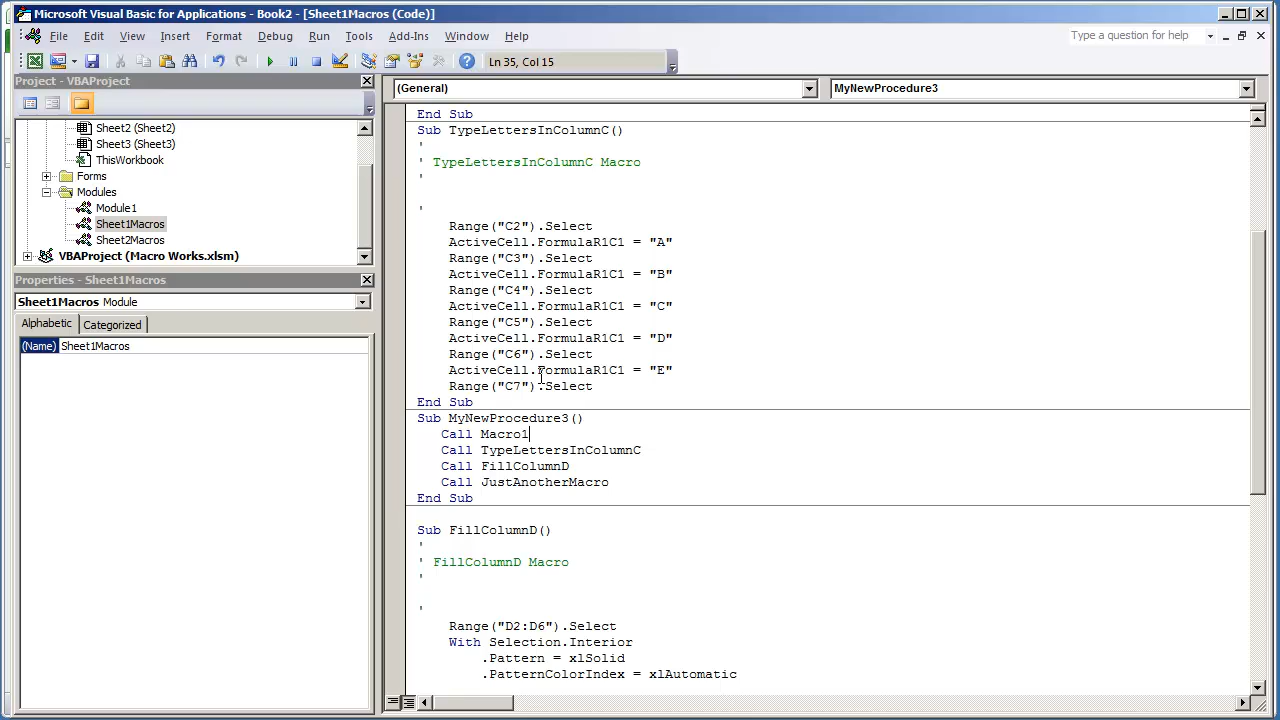 Microsoft Visual Basic for Applications - Book2 - [Sheet1Macros (Code)]
File Edit View Insert Format Debug Run Tools Add-Ins Window Help
Type a question for help
Ln 35, Col 15
Project - VBAProject
Sheet2 (Sheet2)
Sheet3 (Sheet3)
ThisWorkbook
Forms
Modules
Module1
Sheet1Macros
Sheet2Macros
VBAProject (Macro Works.xlsm)
Properties - Sheet1Macros
Sheet1Macros Module
Alphabetic Categorized
(Name) Sheet1Macros
(General)
MyNewProcedure3
End Sub
Sub TypeLettersInColumnC()
'
' TypeLettersInColumnC Macro
'
'
Range("C2").Select
ActiveCell.FormulaR1C1 = "A"
Range("C3").Select
ActiveCell.FormulaR1C1 = "B"
Range("C4").Select
ActiveCell.FormulaR1C1 = "C"
Range("C5").Select
ActiveCell.FormulaR1C1 = "D"
Range("C6").Select
ActiveCell.FormulaR1C1 = "E"
Range("C7").Select
End Sub
Sub MyNewProcedure3()
Call Macro1
Call TypeLettersInColumnC
Call FillColumnD
Call JustAnotherMacro
End Sub
Sub FillColumnD()
'
' FillColumnD Macro
'
'
Range("D2:D6").Select
With Selection.Interior
.Pattern = xlSolid
.PatternColorIndex = xlAutomatic